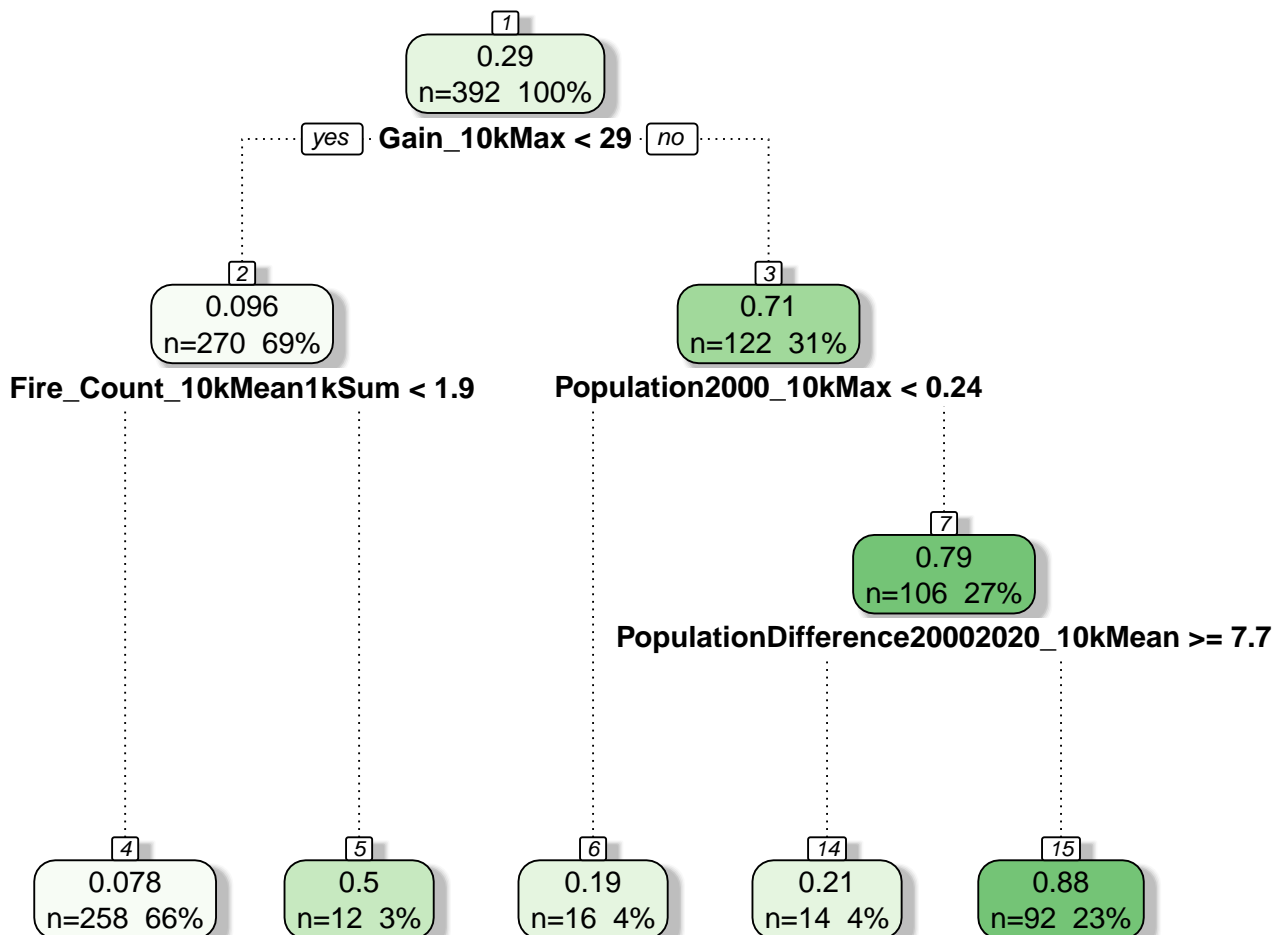 1
0.29
n=392 100%
yes Gain_10kMax < 29 no
2
0.096
n=270 69%
3
0.71
n=122 31%
Fire_Count_10kMean1kSum < 1.9
Population2000_10kMax < 0.24
7
0.79
n=106 27%
PopulationDifference20002020_10kMean >= 7.7
4
0.078
n=258 66%
5
0.5
n=12 3%
6
0.19
n=16 4%
14
0.21
n=14 4%
15
0.88
n=92 23%